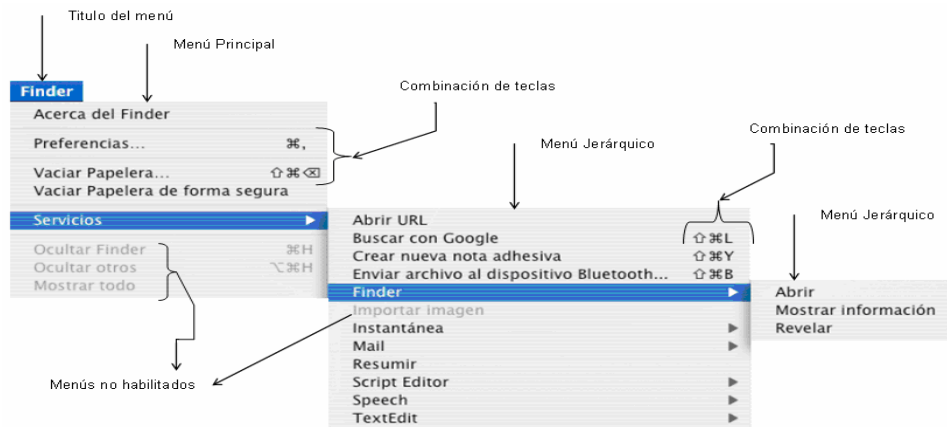 Titulo del menú
Menú Principal
Finder
Acerca del Finder
Preferencias... ⌘,
Vaciar Papelera... ⇧⌘⌫
Vaciar Papelera de forma segura
Servicios ▶
Ocultar Finder ⌘H
Ocultar otros ⌥⌘H
Mostrar todo
Combinación de teclas
Menús no habilitados
Menú Jerárquico
Combinación de teclas
Abrir URL
Buscar con Google ⇧⌘L
Crear nueva nota adhesiva ⇧⌘Y
Enviar archivo al dispositivo Bluetooth... ⇧⌘B
Finder ▶
Importar imagen
Instantánea ▶
Mail ▶
Resumir
Script Editor ▶
Speech ▶
TextEdit ▶
Menú Jerárquico
Abrir
Mostrar información
Revelar